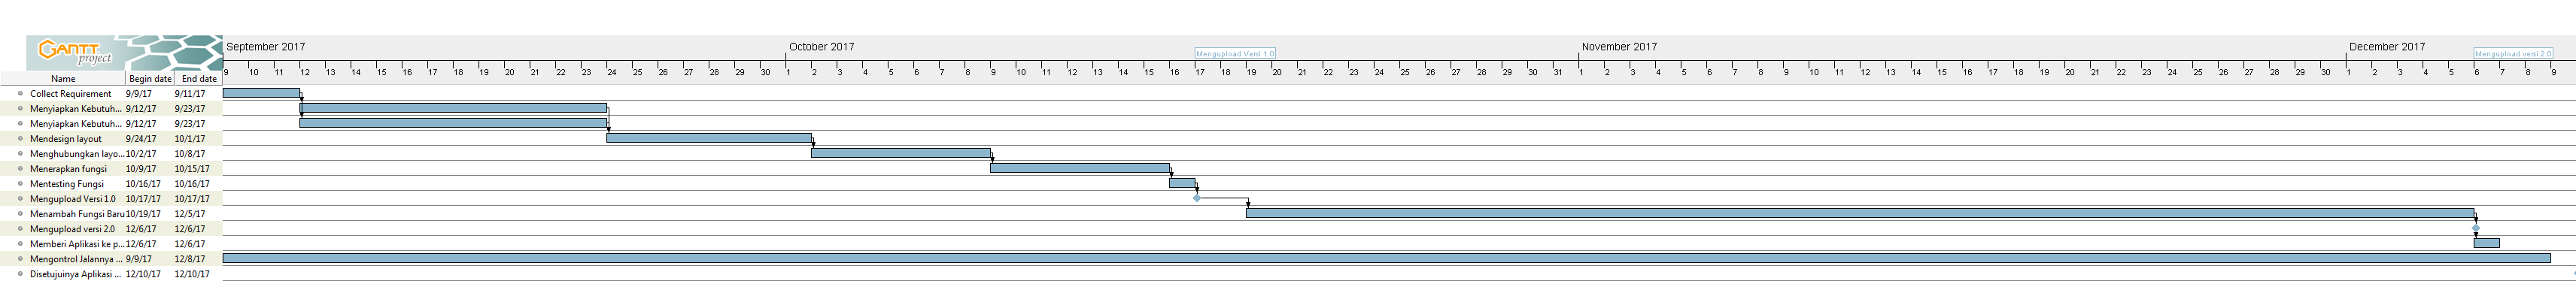 GANTT
project
September 2017 October 2017 November 2017 December 2017
Mengupload Versi 1.0 Mengupload versi 2.0
Name Begin date End date
9 10 11 12 13 14 15 16 17 18 19 20 21 22 23 24 25 26 27 28 29 30 1 2 3 4 5 6 7 8 9 10 11 12 13 14 15 16 17 18 19 20 21 22 23 24 25 26 27 28 29 30 31 1 2 3 4 5 6 7 8 9 10 11 12 13 14 15 16 17 18 19 20 21 22 23 24 25 26 27 28 29 30 1 2 3 4 5 6 7 8 9
Collect Requirement 9/9/17 9/11/17
Menyiapkan Kebutuh... 9/12/17 9/23/17
Menyiapkan Kebutuh... 9/12/17 9/23/17
Mendesign layout 9/24/17 10/1/17
Menghubungkan layo... 10/2/17 10/8/17
Menerapkan fungsi 10/9/17 10/15/17
Mentesting Fungsi 10/16/17 10/16/17
Mengupload Versi 1.0 10/17/17 10/17/17
Menambah Fungsi Baru 10/19/17 12/5/17
Mengupload versi 2.0 12/6/17 12/6/17
Memberi Aplikasi ke p... 12/6/17 12/6/17
Mengontrol Jalannya ... 9/9/17 12/8/17
Disetujuinya Aplikasi ... 12/10/17 12/10/17